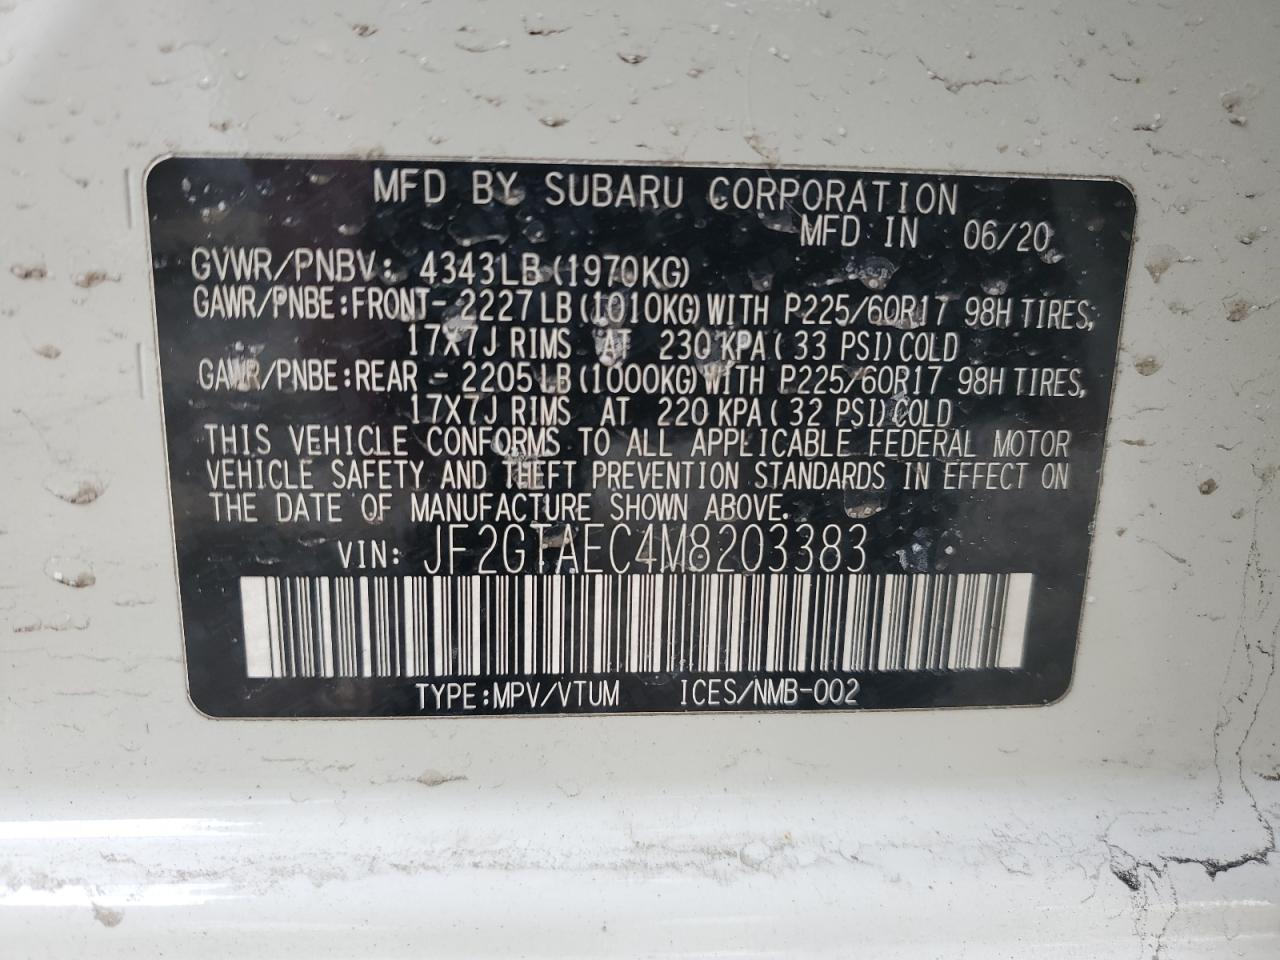 MFD BY SUBARU CORPORATION
MFD IN 06/20
GVWR/PNBV: 4343LB (1970KG)
GAWR/PNBE:FRONT- 2227 LB (1010KG) WITH P225/60R17 98H TIRES,
17X7J RIMS AT 230 KPA ( 33 PSI) COLD
GAWR/PNBE:REAR - 2205 LB (1000KG) WITH P225/60R17 98H TIRES,
17X7J RIMS AT 220 KPA ( 32 PSI) COLD
THIS VEHICLE CONFORMS TO ALL APPLICABLE FEDERAL MOTOR
VEHICLE SAFETY AND THEFT PREVENTION STANDARDS IN EFFECT ON
THE DATE OF MANUFACTURE SHOWN ABOVE.
VIN: JF2GTAEC4M8203383
TYPE:MPV/VTUM ICES/NMB-002